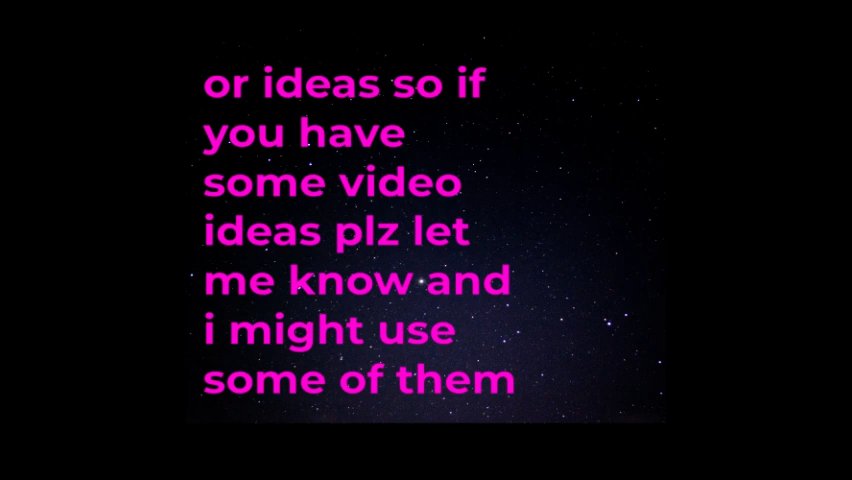 or ideas so if
you have
some video
ideas plz let
me know and
i might use
some of them